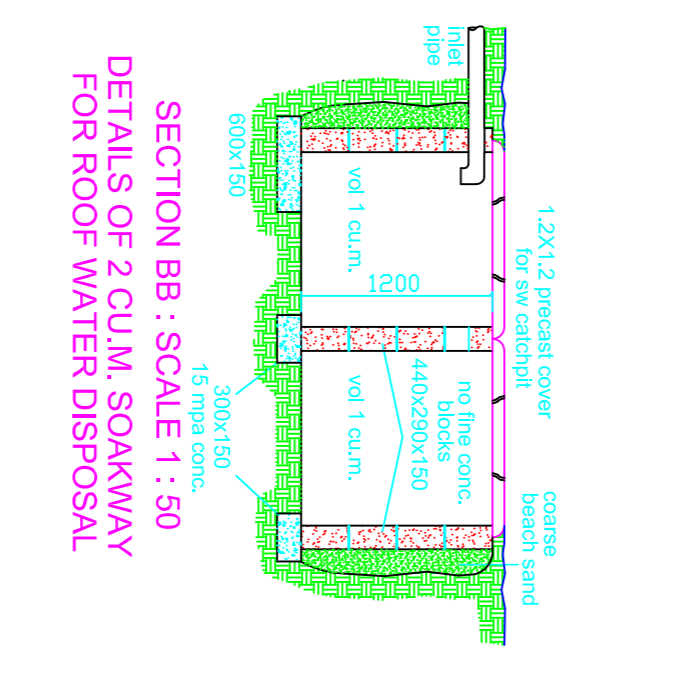 inlet
pipe
1.2X1.2 precast cover
for sw catchpit
coarse
beach sand
vol 1 cu.m.
1200
no fine conc.
blocks
440x290x150
vol 1 cu.m.
600x150
300x150
15 mpa conc.
SECTION BB : SCALE 1 : 50
DETAILS OF 2 CU.M. SOAKWAY
FOR ROOF WATER DISPOSAL